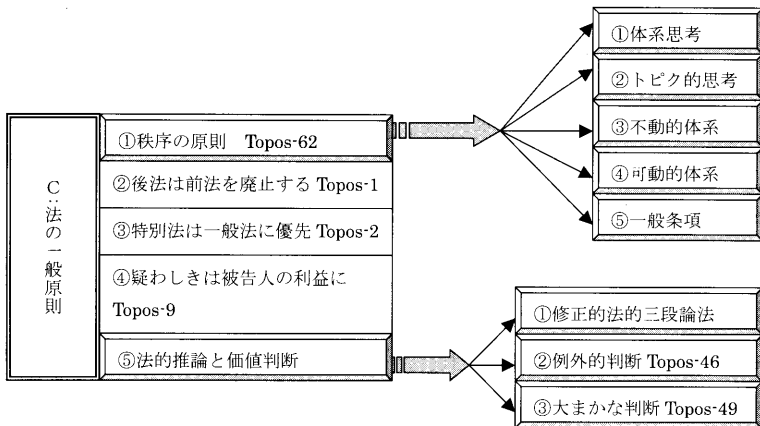 C:法の一般原則
①秩序の原則 Topos-62
②後法は前法を廃止する Topos-1
③特別法は一般法に優先 Topos-2
④疑わしきは被告人の利益に
Topos-9
⑤法的推論と価値判断
①体系思考
②トピク的思考
③不動的体系
④可動的体系
⑤一般条項
①修正的法的三段論法
②例外的判断 Topos-46
③大まかな判断 Topos-49